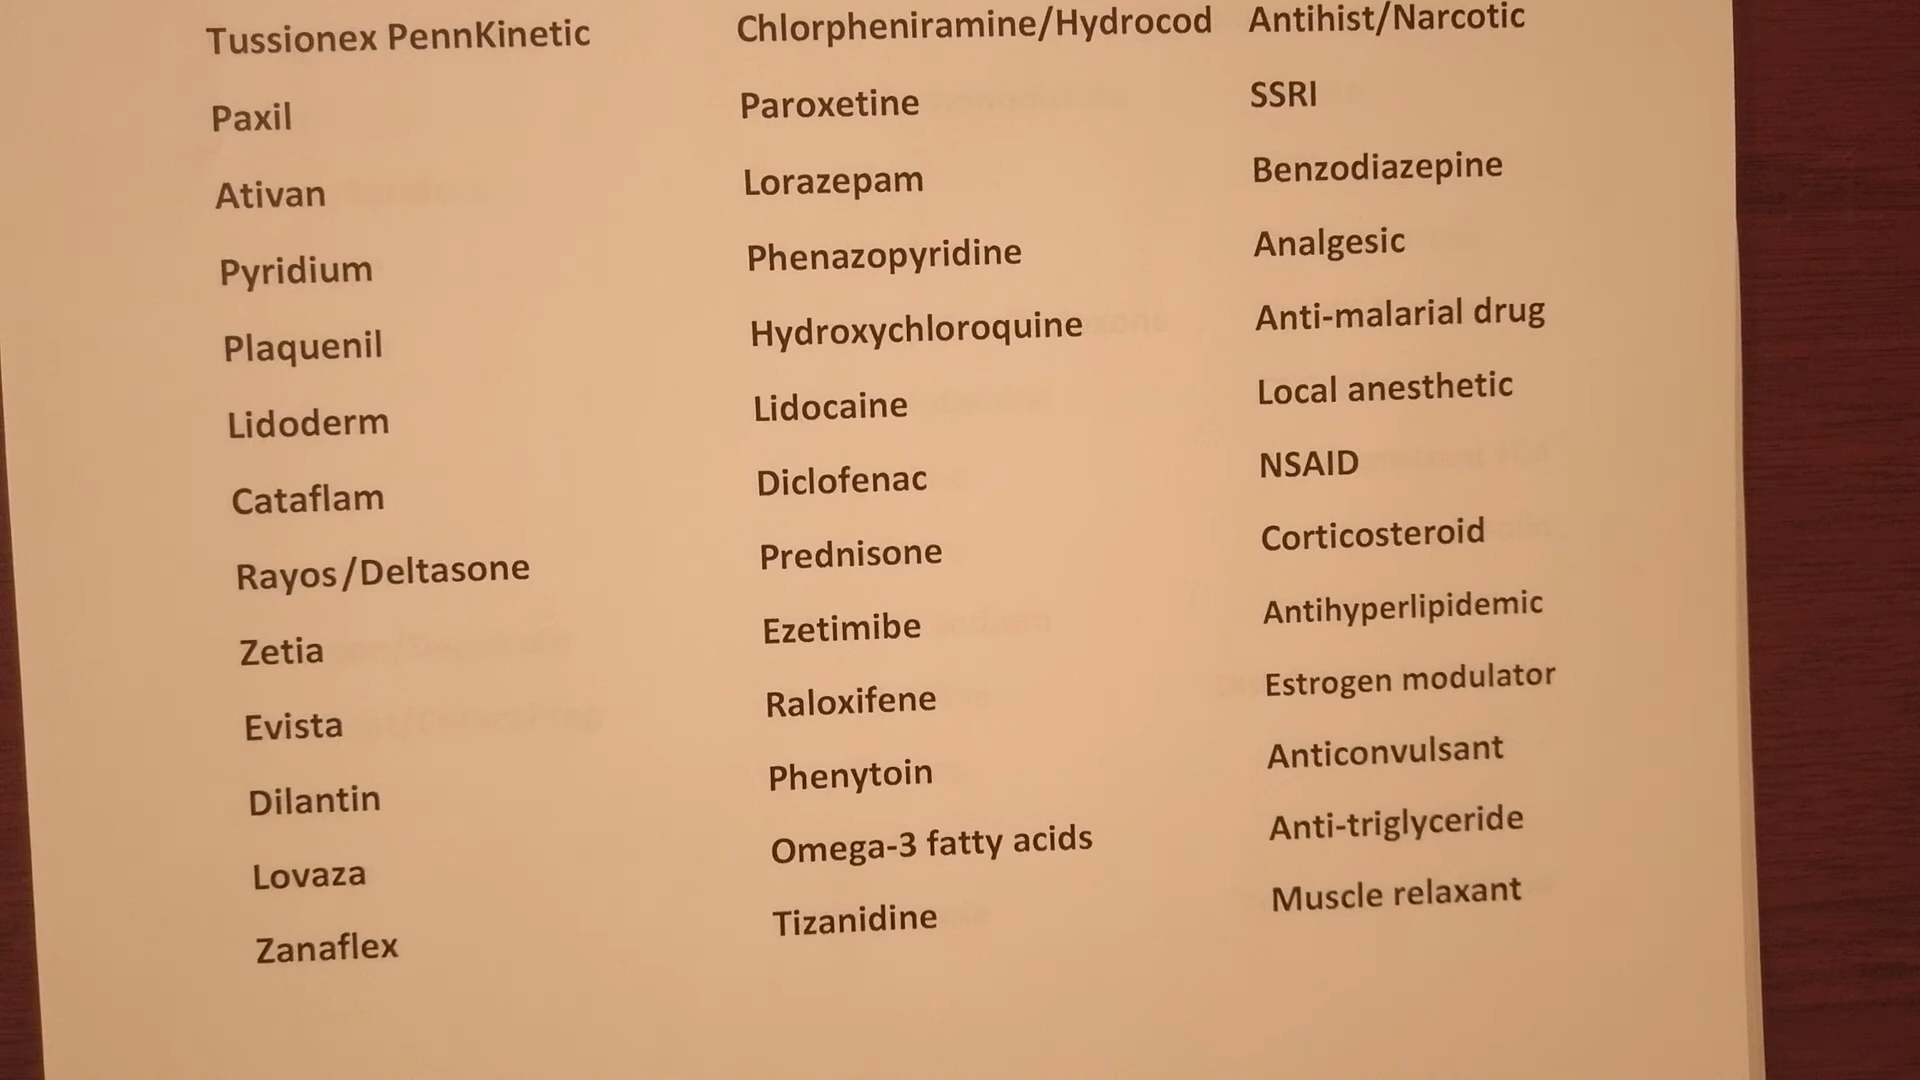 Tussionex PennKinetic Chlorpheniramine/Hydrocod Antihist/Narcotic
Paxil Paroxetine SSRI
Ativan Lorazepam Benzodiazepine
Pyridium Phenazopyridine Analgesic
Plaquenil Hydroxychloroquine Anti-malarial drug
Lidoderm Lidocaine Local anesthetic
Cataflam Diclofenac NSAID
Rayos/Deltasone Prednisone Corticosteroid
Zetia Ezetimibe Antihyperlipidemic
Evista Raloxifene Estrogen modulator
Dilantin Phenytoin Anticonvulsant
Lovaza Omega-3 fatty acids Anti-triglyceride
Zanaflex Tizanidine Muscle relaxant